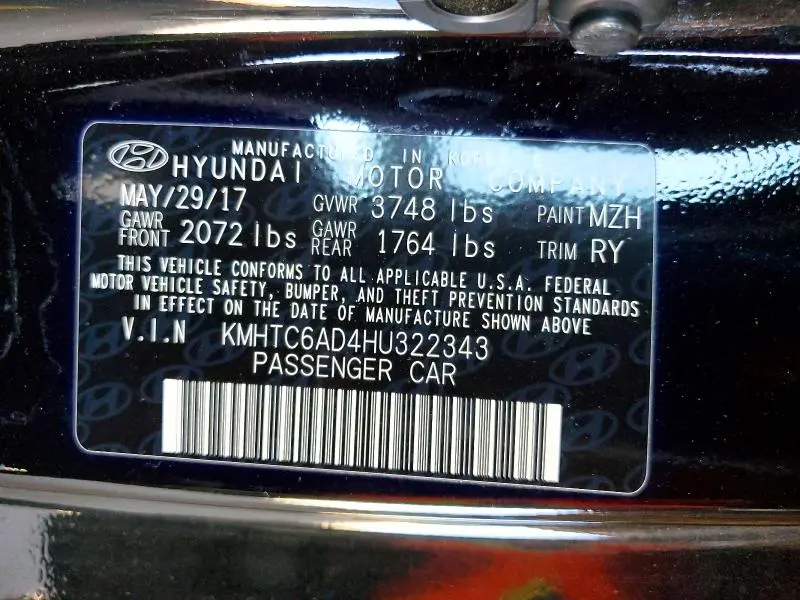 MANUFACTURED IN KOREA
HYUNDAI MOTOR COMPANY
MAY/29/17 GVWR 3748 lbs PAINT MZH
GAWR FRONT 2072 lbs GAWR REAR 1764 lbs TRIM RY
THIS VEHICLE CONFORMS TO ALL APPLICABLE U.S.A. FEDERAL
MOTOR VEHICLE SAFETY, BUMPER, AND THEFT PREVENTION STANDARDS
IN EFFECT ON THE DATE OF MANUFACTURE SHOWN ABOVE
V.I.N KMHTC6AD4HU322343
PASSENGER CAR